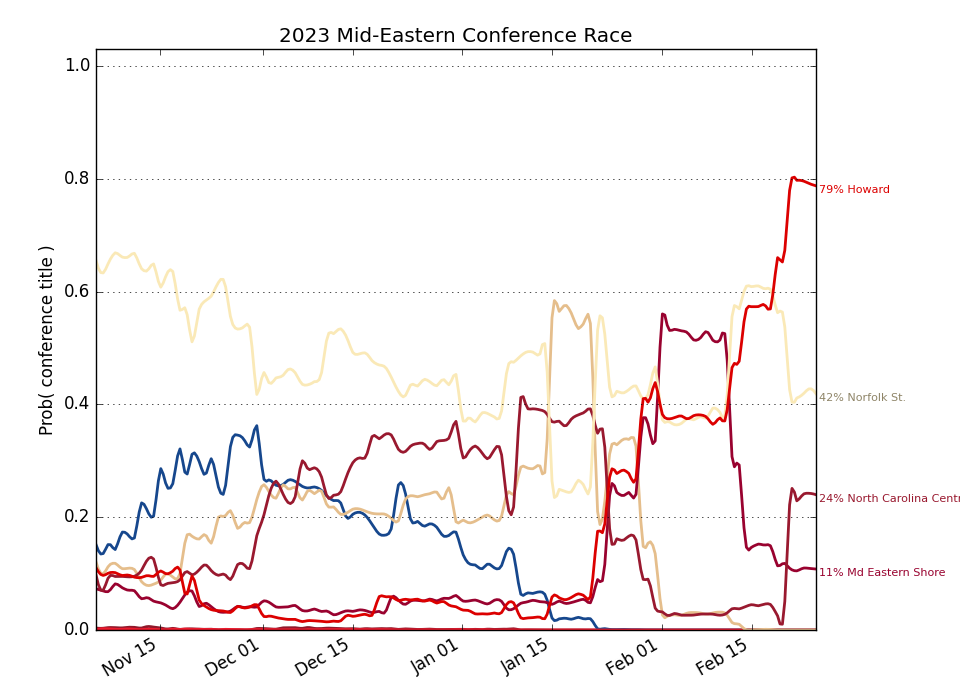 2023 Mid-Eastern Conference Race
Prob( conference title )
1.0
0.8
0.6
0.4
0.2
0.0
Nov 15
Dec 01
Dec 15
Jan 01
Jan 15
Feb 01
Feb 15
79% Howard
42% Norfolk St.
24% North Carolina Centr
11% Md Eastern Shore